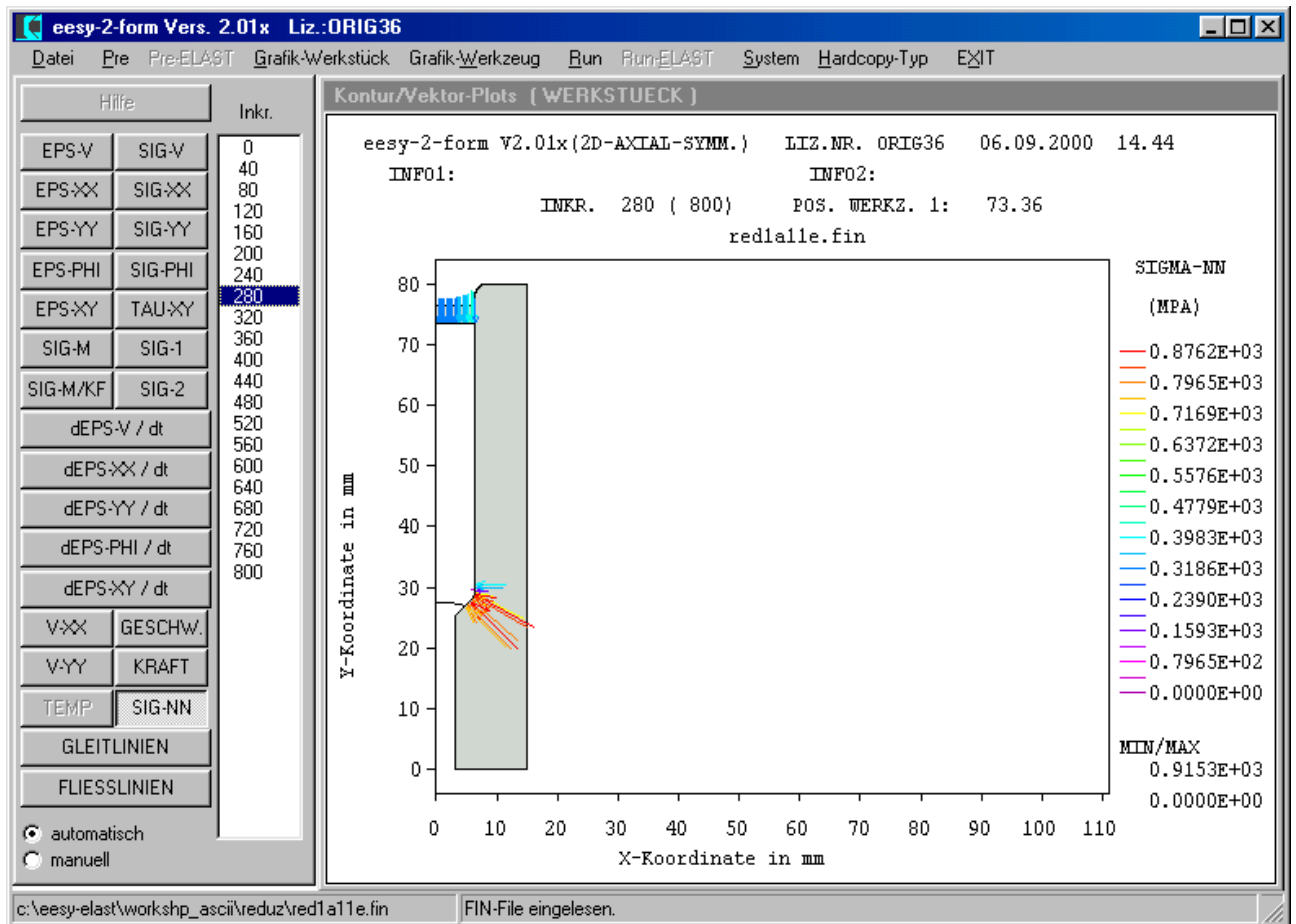 eesy-2-form Vers. 2.01x Liz.:ORIG36
Datei Pre Pre-ELAST Grafik-Werkstück Grafik-Werkzeug Run Run-ELAST System Hardcopy-Typ EXIT
Hilfe
EPS-V SIG-V
EPS-XX SIG-XX
EPS-YY SIG-YY
EPS-PHI SIG-PHI
EPS-XY TAU-XY
SIG-M SIG-1
SIG-M/KF SIG-2
dEPS-V / dt
dEPS-XX / dt
dEPS-YY / dt
dEPS-PHI / dt
dEPS-XY / dt
V-XX GESCHW.
V-YY KRAFT
TEMP SIG-NN
GLEITLINIEN
FLIESSLINIEN
automatisch
manuell
Inkr.
0
40
80
120
160
200
240
280
320
360
400
440
480
520
560
600
640
680
720
760
800
Kontur/Vektor-Plots ( WERKSTUECK )
eesy-2-form V2.01x(2D-AXIAL-SYMM.) LIZ.NR. ORIG36 06.09.2000 14.44
INFO1: INFO2:
INKR. 280 ( 800) POS. WERKZ. 1: 73.36
red1a11e.fin
80
70
60
50
40
30
20
10
0
Y-Koordinate in mm
0 10 20 30 40 50 60 70 80 90 100 110
X-Koordinate in mm
SIGMA-NN
(MPA)
0.8762E+03
0.7965E+03
0.7169E+03
0.6372E+03
0.5576E+03
0.4779E+03
0.3983E+03
0.3186E+03
0.2390E+03
0.1593E+03
0.7965E+02
0.0000E+00
MIN/MAX
0.9153E+03
0.0000E+00
c:\eesy-elast\workshp_ascii\reduz\red1a11e.fin FIN-File eingelesen.